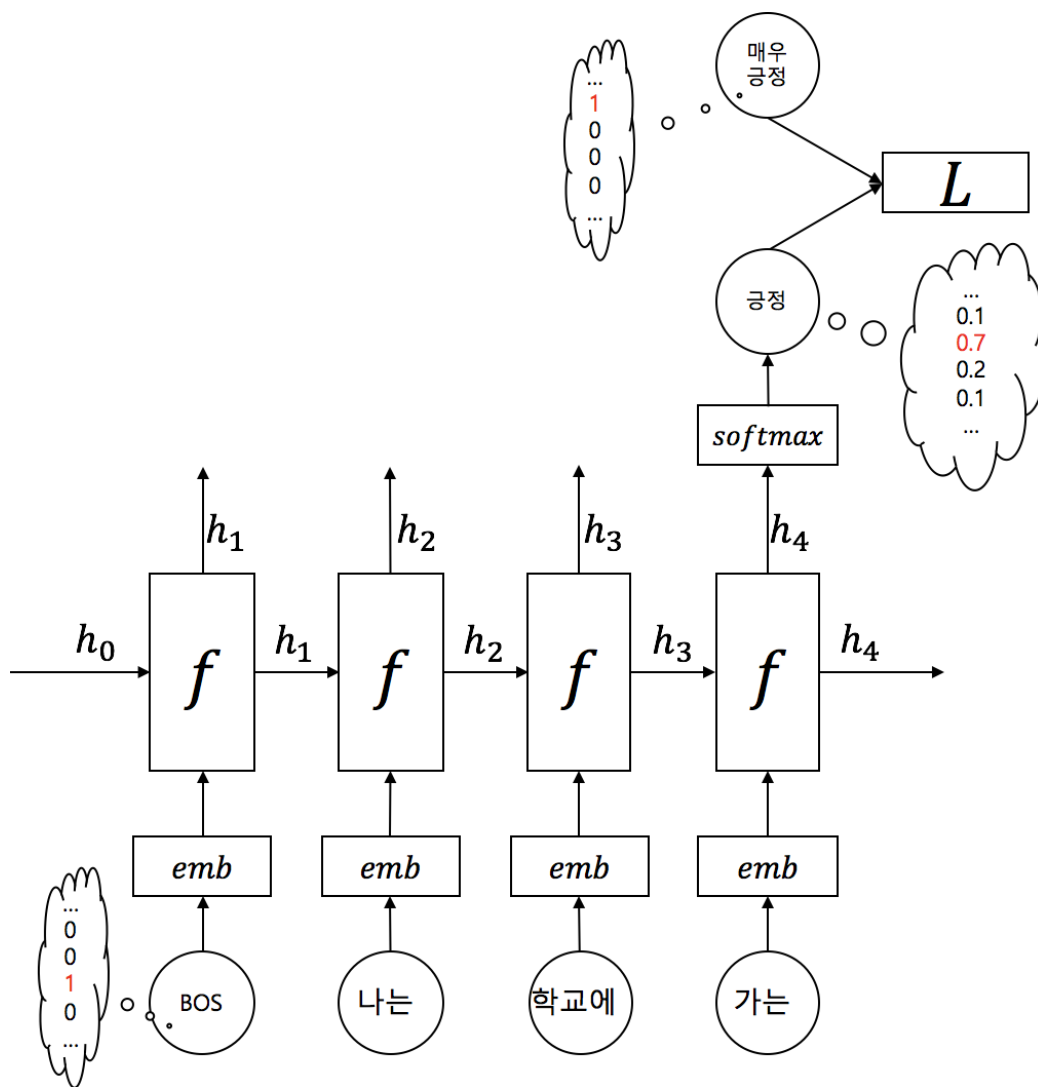 매우
긍정
...
1
0
0
0
...
L
긍정
...
0.1
0.7
0.2
0.1
...
softmax
h₁
h₂
h₃
h₄
h₀
f
h₁
f
h₂
f
h₃
f
h₄
emb
emb
emb
emb
...
0
0
1
0
...
BOS
나는
학교에
가는